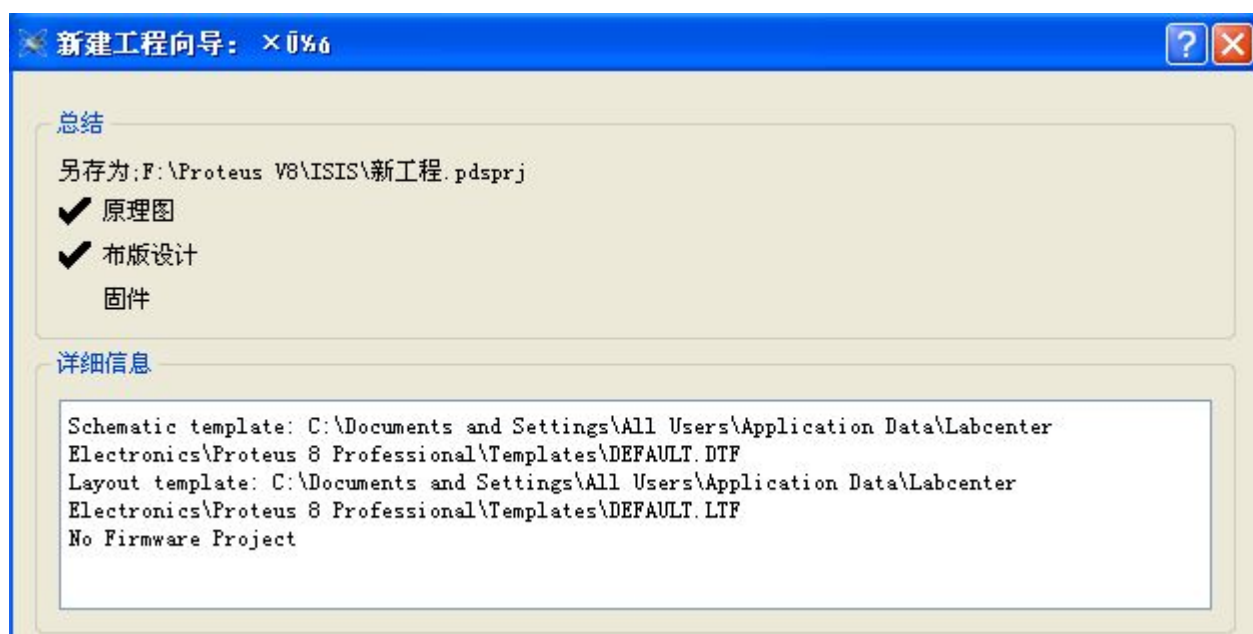 新建工程向导: ×Ü½á
总结
另存为;F:\Proteus V8\ISIS\新工程.pdsprj
原理图
布版设计
固件
详细信息
Schematic template: C:\Documents and Settings\All Users\Application Data\Labcenter
Electronics\Proteus 8 Professional\Templates\DEFAULT.DTF
Layout template: C:\Documents and Settings\All Users\Application Data\Labcenter
Electronics\Proteus 8 Professional\Templates\DEFAULT.LTF
No Firmware Project